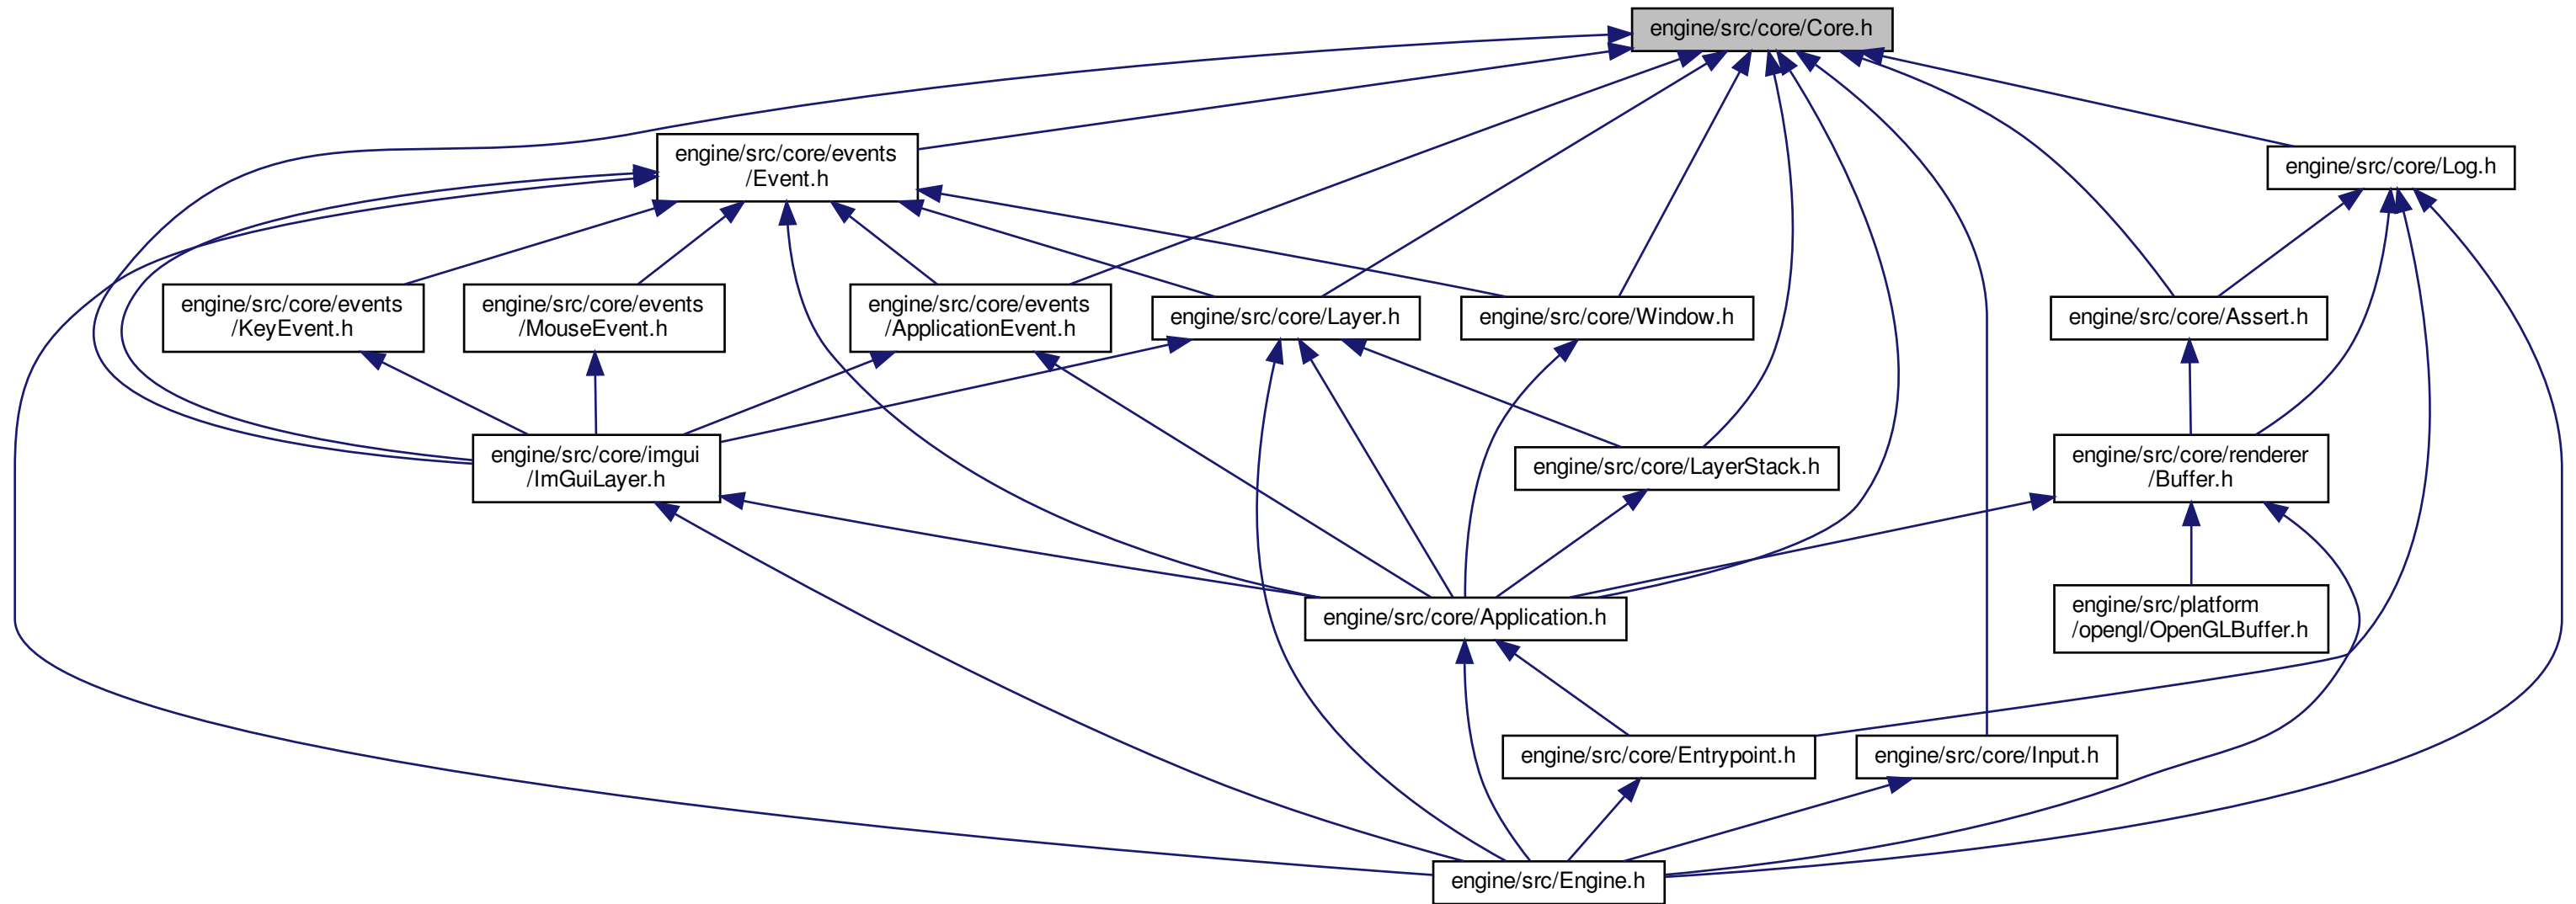 engine/src/core/Core.h
engine/src/core/events
/Event.h
engine/src/core/Log.h
engine/src/core/events
/KeyEvent.h
engine/src/core/events
/MouseEvent.h
engine/src/core/events
/ApplicationEvent.h
engine/src/core/Layer.h
engine/src/core/Window.h
engine/src/core/Assert.h
engine/src/core/imgui
/ImGuiLayer.h
engine/src/core/LayerStack.h
engine/src/core/renderer
/Buffer.h
engine/src/core/Application.h
engine/src/platform
/opengl/OpenGLBuffer.h
engine/src/core/Entrypoint.h
engine/src/core/Input.h
engine/src/Engine.h